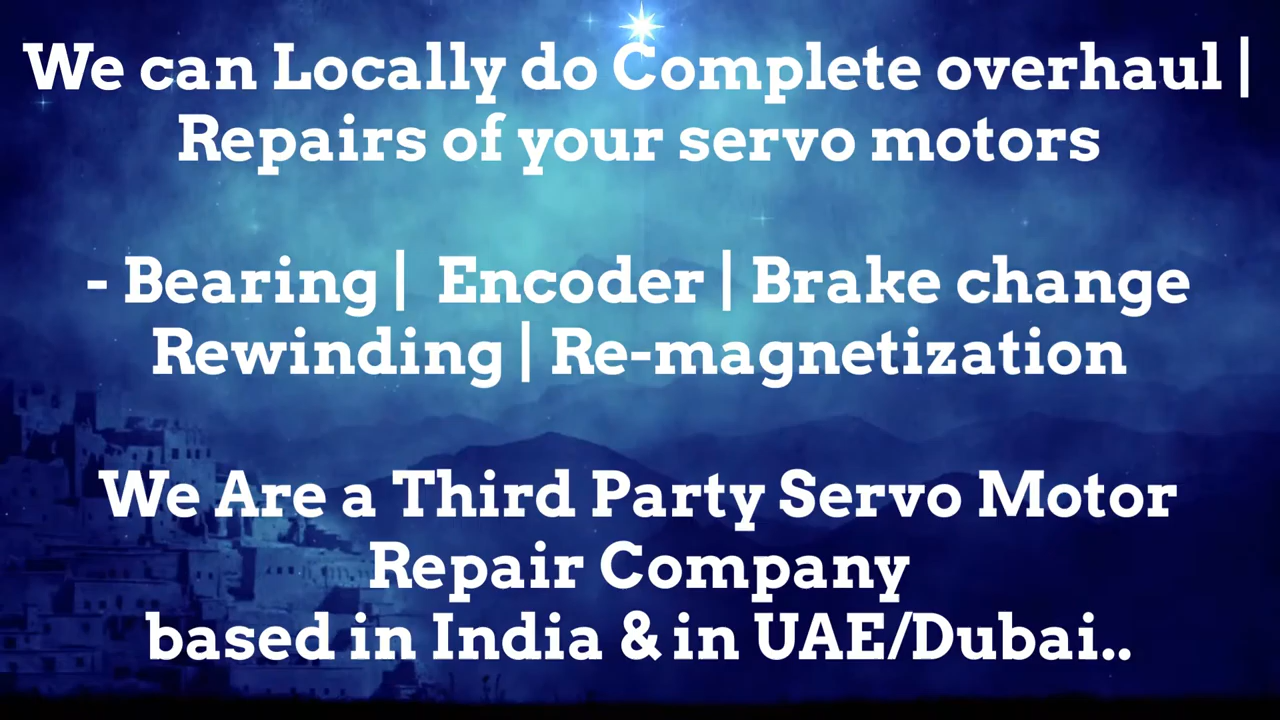 We can Locally do Complete overhaul |
Repairs of your servo motors
- Bearing | Encoder | Brake change
Rewinding | Re-magnetization
We Are a Third Party Servo Motor
Repair Company
based in India & in UAE/Dubai..